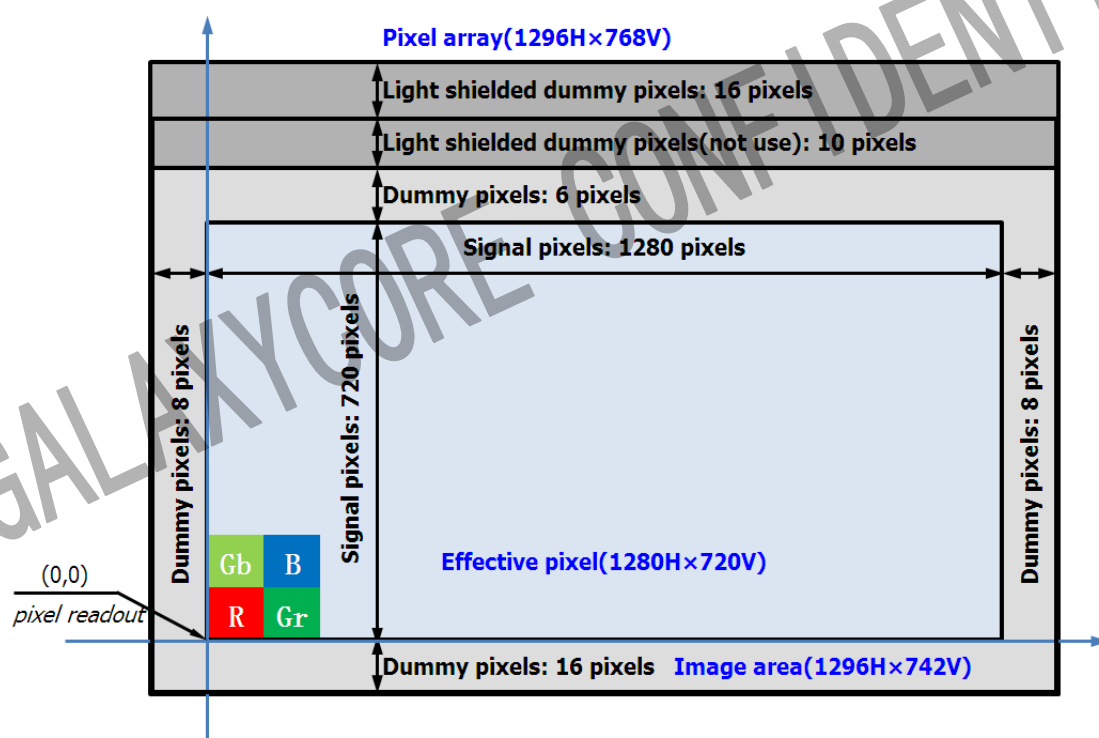 Pixel array(1296H×768V)
Light shielded dummy pixels: 16 pixels
Light shielded dummy pixels(not use): 10 pixels
Dummy pixels: 6 pixels
Signal pixels: 1280 pixels
Dummy pixels: 8 pixels
Signal pixels: 720 pixels
Dummy pixels: 8 pixels
Gb B
R Gr
Effective pixel(1280H×720V)
(0,0)
pixel readout
Dummy pixels: 16 pixels
Image area(1296H×742V)
GALAXYCORE CONFIDENT